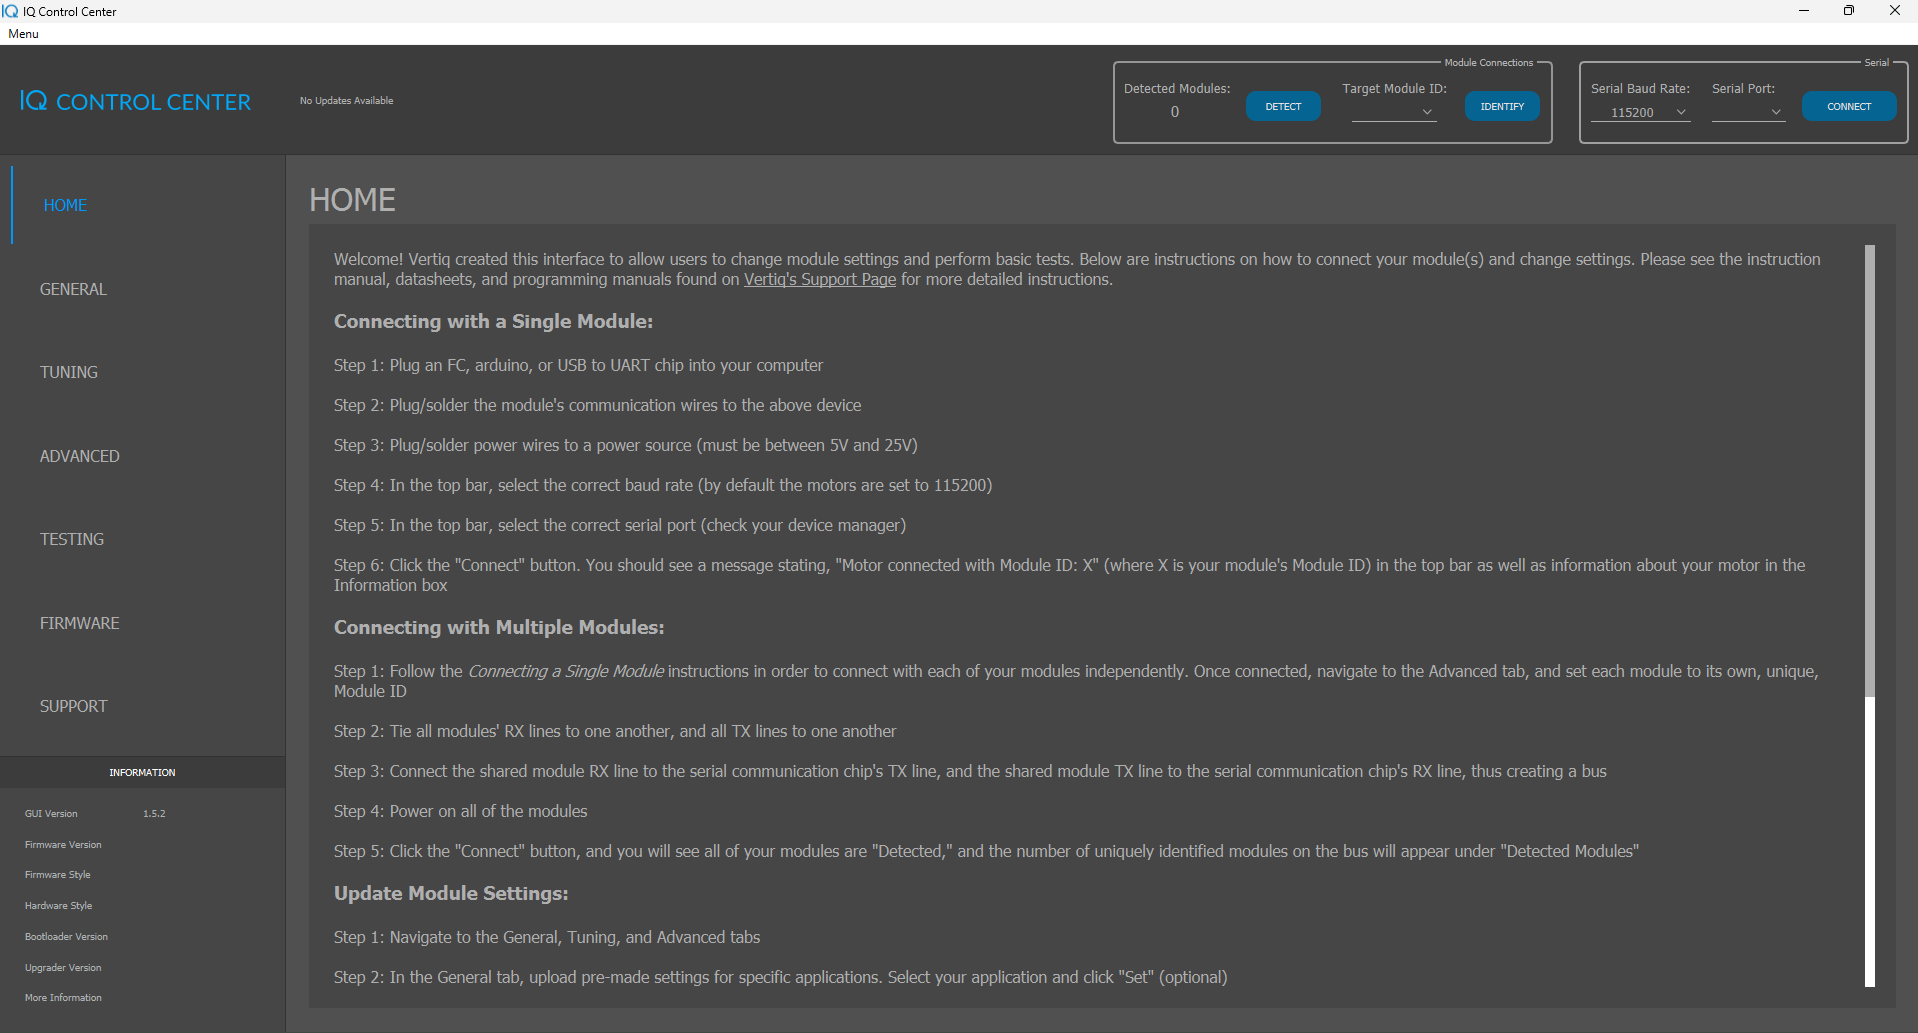 IQ Control Center
Menu
IQ CONTROL CENTER
No Updates Available
Module Connections
Detected Modules:
0
DETECT
Target Module ID:
IDENTIFY
Serial
Serial Baud Rate:
115200
Serial Port:
CONNECT
HOME
GENERAL
TUNING
ADVANCED
TESTING
FIRMWARE
SUPPORT
INFORMATION
GUI Version 1.5.2
Firmware Version
Firmware Style
Hardware Style
Bootloader Version
Upgrader Version
More Information
HOME
Welcome! Vertiq created this interface to allow users to change module settings and perform basic tests. Below are instructions on how to connect your module(s) and change settings. Please see the instruction
manual, datasheets, and programming manuals found on Vertiq's Support Page for more detailed instructions.
Connecting with a Single Module:
Step 1: Plug an FC, arduino, or USB to UART chip into your computer
Step 2: Plug/solder the module's communication wires to the above device
Step 3: Plug/solder power wires to a power source (must be between 5V and 25V)
Step 4: In the top bar, select the correct baud rate (by default the motors are set to 115200)
Step 5: In the top bar, select the correct serial port (check your device manager)
Step 6: Click the "Connect" button. You should see a message stating, "Motor connected with Module ID: X" (where X is your module's Module ID) in the top bar as well as information about your motor in the
Information box
Connecting with Multiple Modules:
Step 1: Follow the Connecting a Single Module instructions in order to connect with each of your modules independently. Once connected, navigate to the Advanced tab, and set each module to its own, unique,
Module ID
Step 2: Tie all modules' RX lines to one another, and all TX lines to one another
Step 3: Connect the shared module RX line to the serial communication chip's TX line, and the shared module TX line to the serial communication chip's RX line, thus creating a bus
Step 4: Power on all of the modules
Step 5: Click the "Connect" button, and you will see all of your modules are "Detected," and the number of uniquely identified modules on the bus will appear under "Detected Modules"
Update Module Settings:
Step 1: Navigate to the General, Tuning, and Advanced tabs
Step 2: In the General tab, upload pre-made settings for specific applications. Select your application and click "Set" (optional)